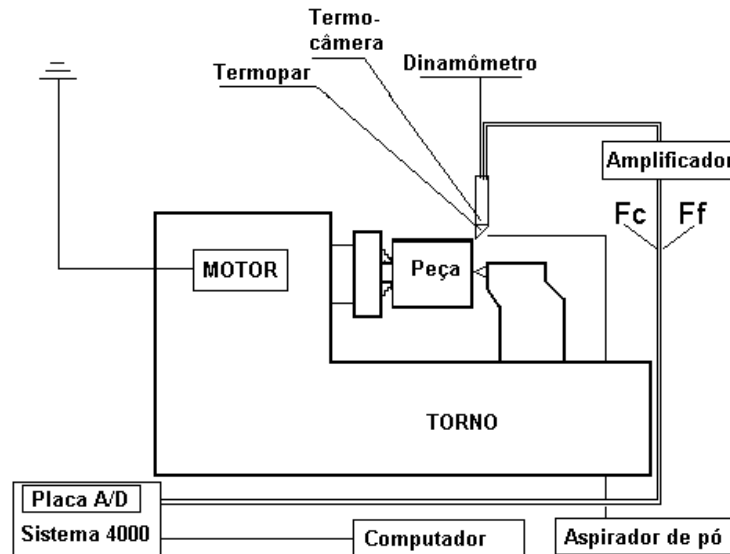 Termo-
câmera
Termopar
Dinamômetro
Amplificador
Fc Ff
MOTOR
Peça
TORNO
Placa A/D
Sistema 4000
Computador
Aspirador de pó